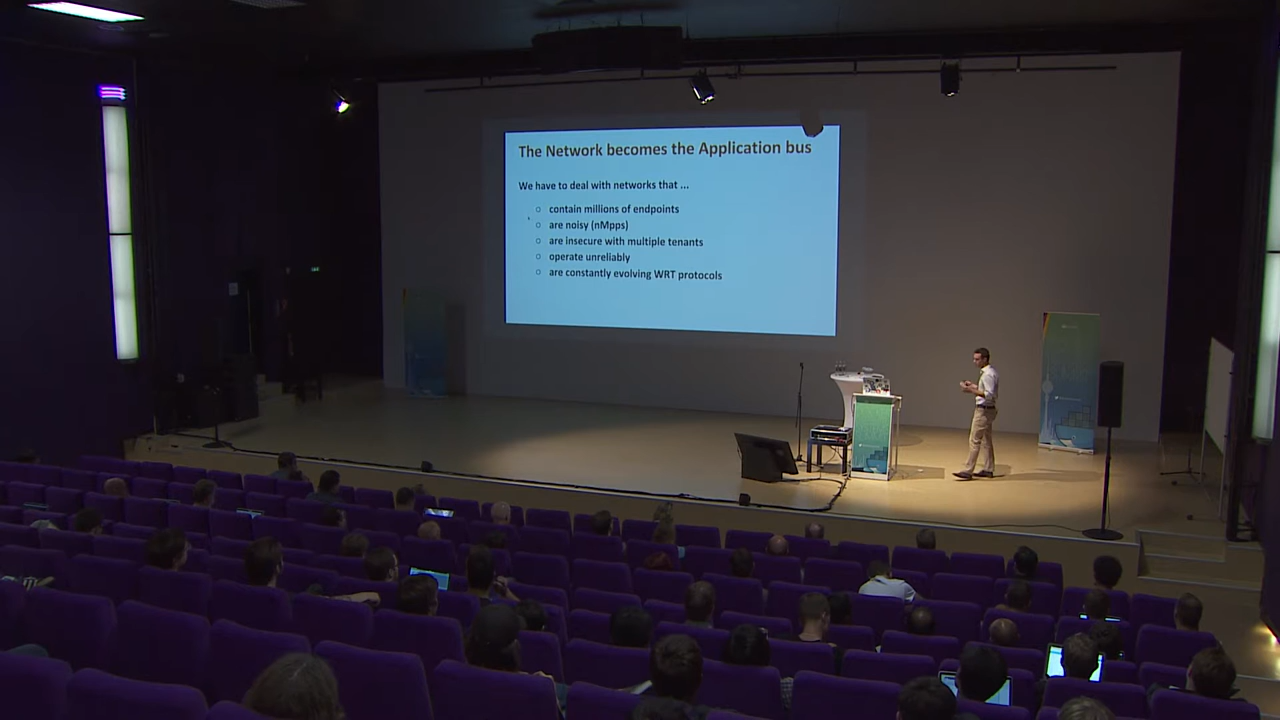 The Network becomes the Application bus
We have to deal with networks that ...
contain millions of endpoints
are noisy (nMpps)
are insecure with multiple tenants
operate unreliably
are constantly evolving WRT protocols